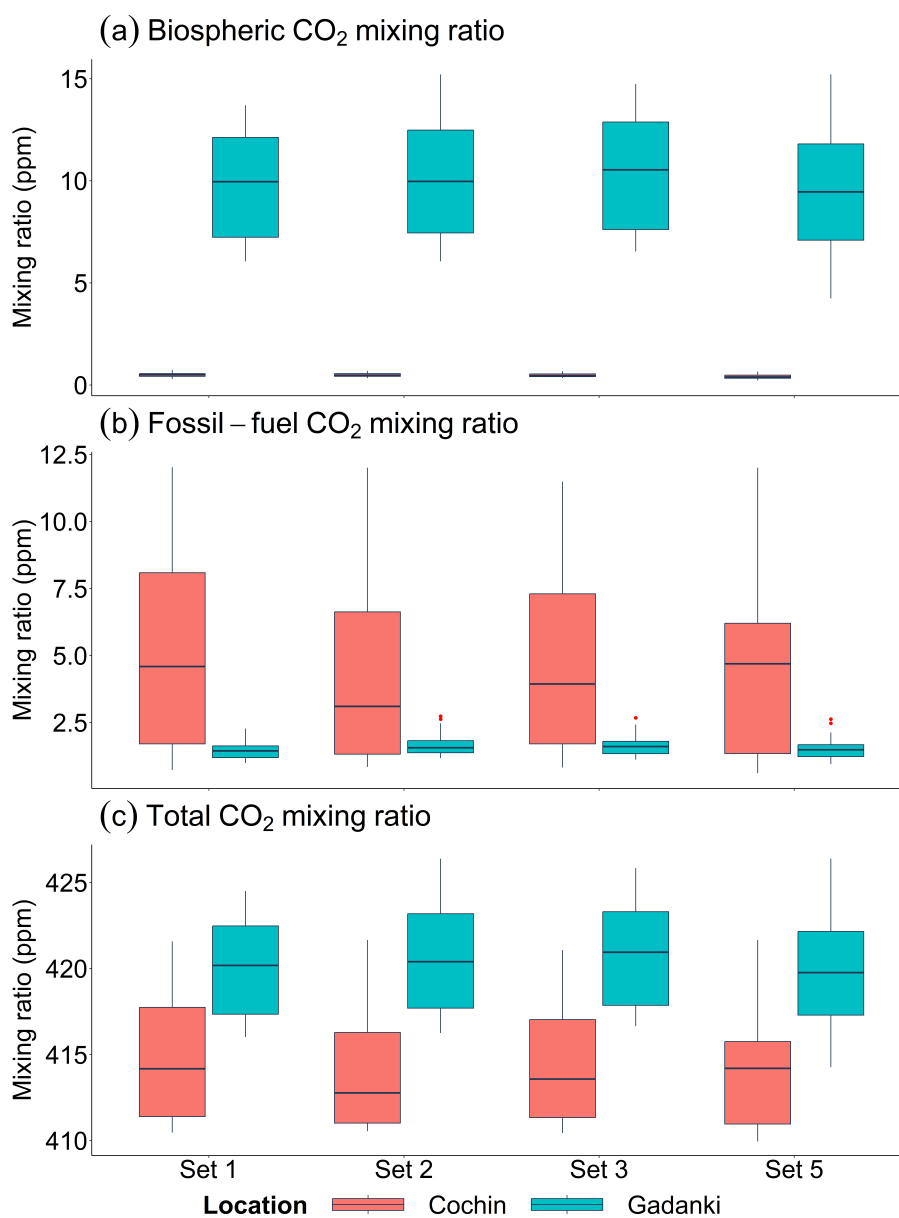 (a) Biospheric CO₂ mixing ratio
Mixing ratio (ppm)
15
10
5
0
(b) Fossil – fuel CO₂ mixing ratio
Mixing ratio (ppm)
12.5
10.0
7.5
5.0
2.5
(c) Total CO₂ mixing ratio
Mixing ratio (ppm)
425
420
415
410
Set 1 Set 2 Set 3 Set 5
Location Cochin Gadanki